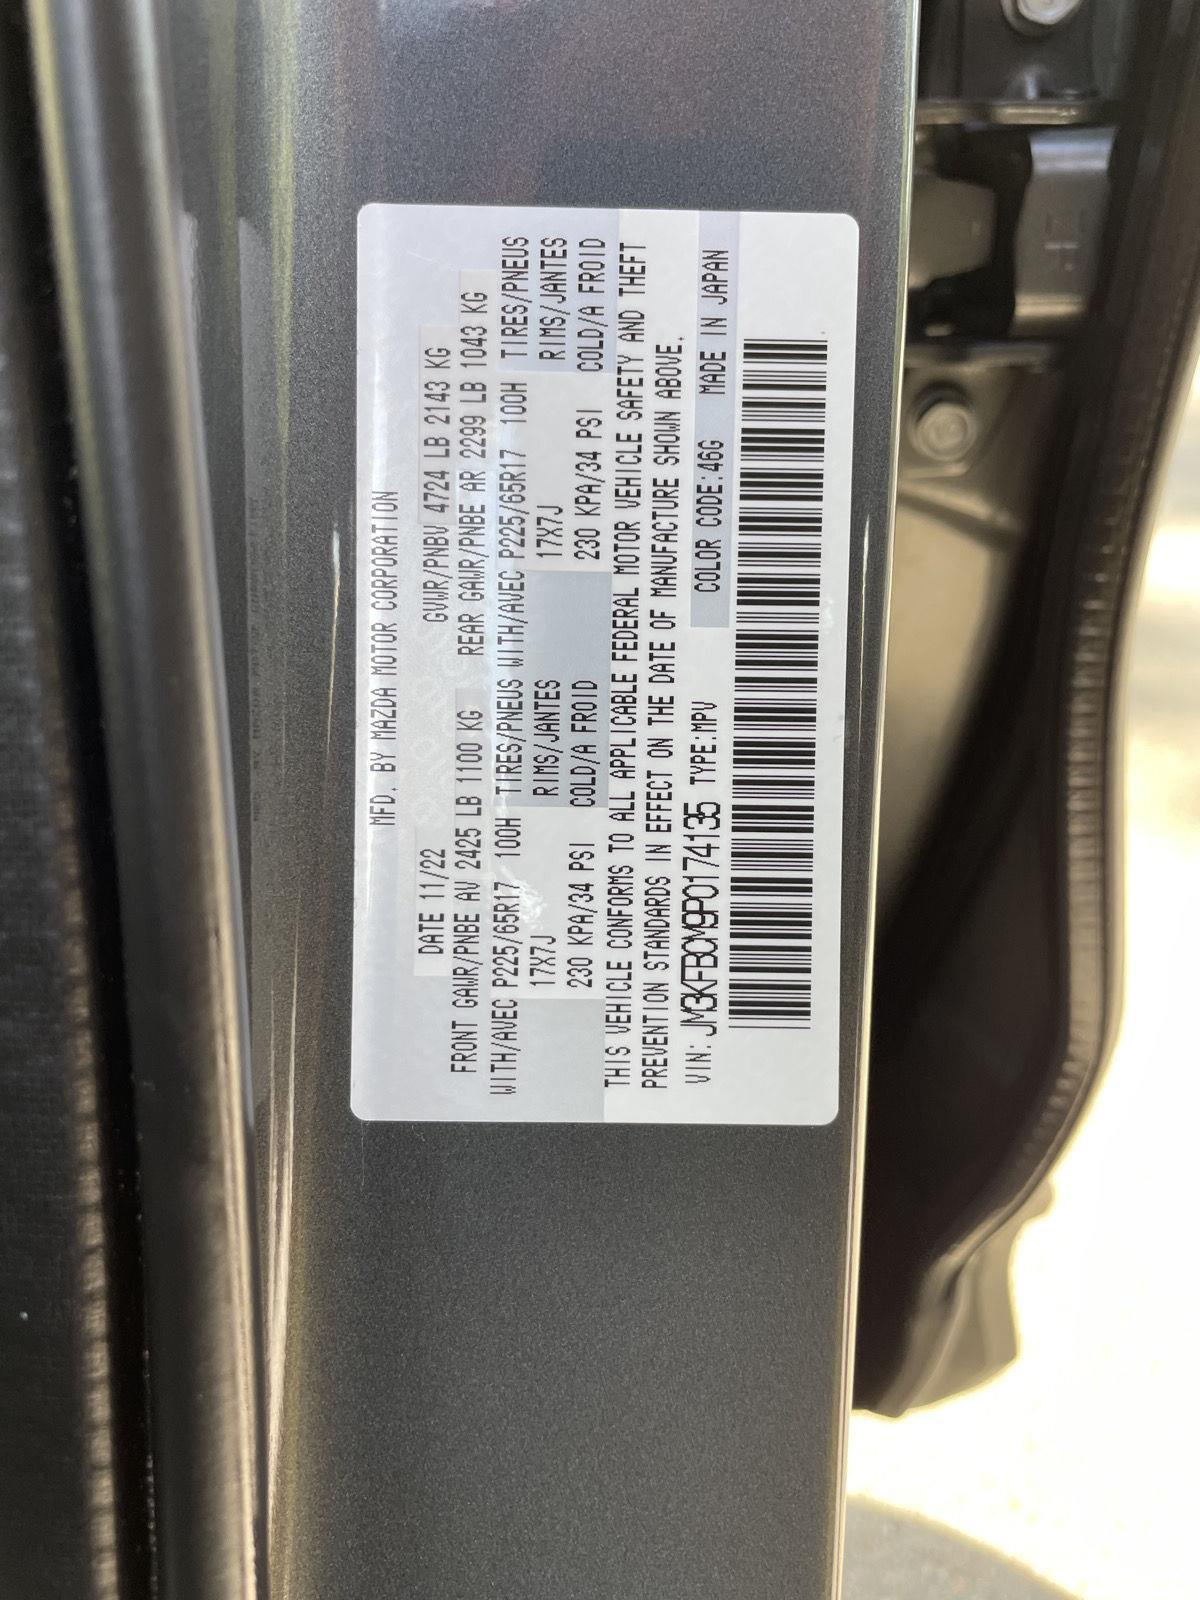 MFD. BY MAZDA MOTOR CORPORATION
DATE 11/22 GVWR/PNBV 4724 LB 2143 KG
FRONT GAWR/PNBE AV 2425 LB 1100 KG REAR GAWR/PNBE AR 2299 LB 1043 KG
WITH/AVEC P225/65R17 100H TIRES/PNEUS WITH/AVEC P225/65R17 100H TIRES/PNEUS
17X7J RIMS/JANTES 17X7J RIMS/JANTES
230 KPA/34 PSI COLD/A FROID 230 KPA/34 PSI COLD/A FROID
THIS VEHICLE CONFORMS TO ALL APPLICABLE FEDERAL MOTOR VEHICLE SAFETY AND THEFT
PREVENTION STANDARDS IN EFFECT ON THE DATE OF MANUFACTURE SHOWN ABOVE.
VIN: JM3KFBCM9P0174135 TYPE:MPV COLOR CODE:46G MADE IN JAPAN